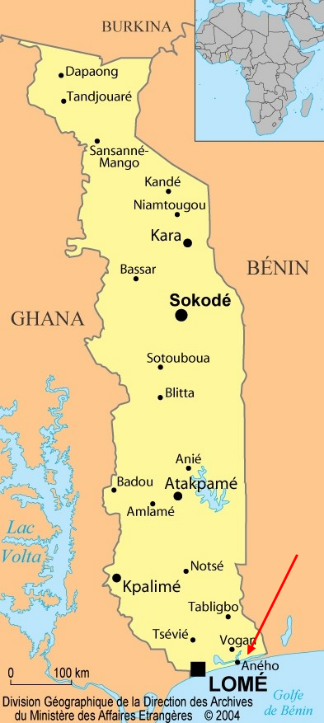 BURKINA
Dapaong
Tandjouaré
Sansanné-
Mango
Kandé
Niamtougou
Kara
Bassar
BÉNIN
Sokodé
GHANA
Sotouboua
Blitta
Anié
Badou
Atakpamé
Amlamé
Lac
Volta
Notsé
Kpalimé
Tabligbo
Tsévié
Vogan
Aného
0 100 km
LOMÉ
Golfe
de Bénin
Division Géographique de la Direction des Archives
du Ministère des Affaires Etrangères © 2004